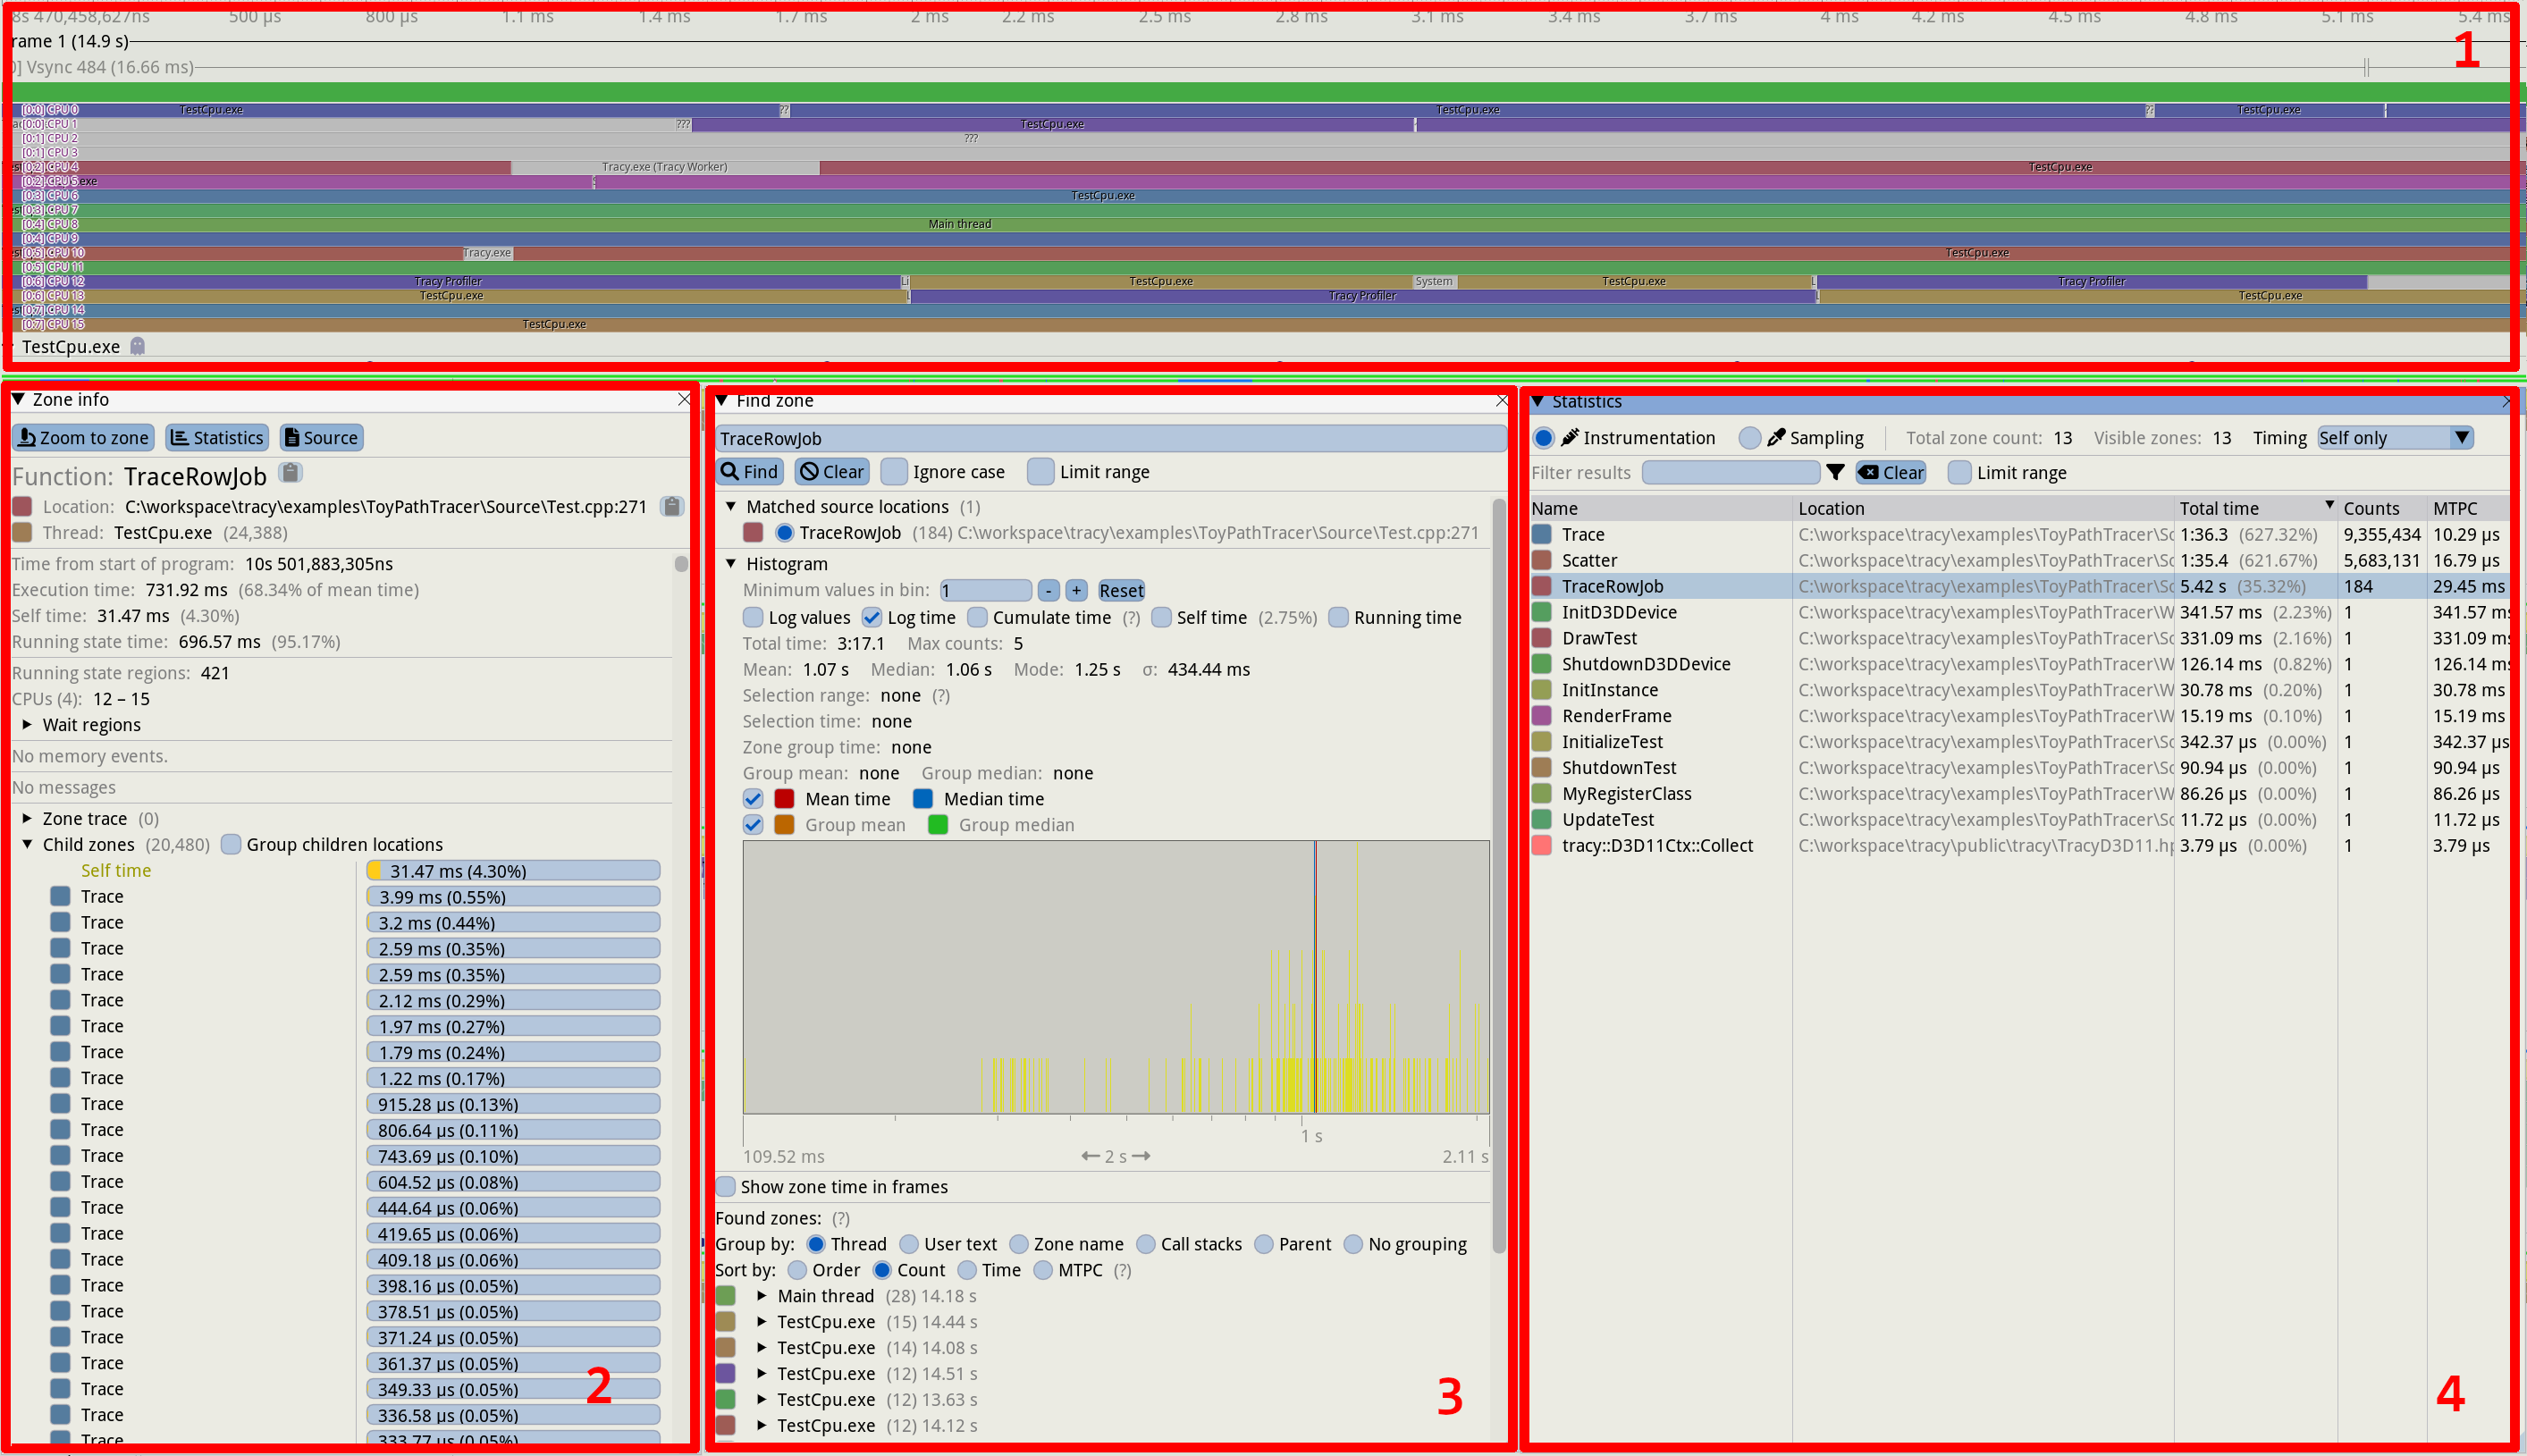 8s 470,458,627ns 500 µs 800 µs 1.1 ms 1.4 ms 1.7 ms 2 ms 2.2 ms 2.5 ms 2.8 ms 3.1 ms 3.4 ms 3.7 ms 4 ms 4.2 ms 4.5 ms 4.8 ms 5.1 ms 5.4 ms
rame 1 (14.9 s)
0] Vsync 484 (16.66 ms)
1
[0:0] CPU 0 TestCpu.exe ?? TestCpu.exe ?? TestCpu.exe
[0:0] CPU 1 ??? TestCpu.exe
[0:1] CPU 2 ???
[0:1] CPU 3
[0:2] CPU 4 Tracy.exe (Tracy Worker) TestCpu.exe
[0:2] CPU 5 exe
[0:3] CPU 6 TestCpu.exe
[0:3] CPU 7
[0:4] CPU 8 Main thread
[0:4] CPU 9
[0:5] CPU 10 Tracy.exe TestCpu.exe
[0:5] CPU 11
[0:6] CPU 12 Tracy Profiler Li TestCpu.exe System TestCpu.exe L Tracy Profiler
[0:6] CPU 13 TestCpu.exe L Tracy Profiler TestCpu.exe
[0:7] CPU 14
[0:7] CPU 15 TestCpu.exe
TestCpu.exe
Zone info
Zoom to zone Statistics Source
Function: TraceRowJob
Location: C:\workspace\tracy\examples\ToyPathTracer\Source\Test.cpp:271
Thread: TestCpu.exe (24,388)
Time from start of program: 10s 501,883,305ns
Execution time: 731.92 ms (68.34% of mean time)
Self time: 31.47 ms (4.30%)
Running state time: 696.57 ms (95.17%)
Running state regions: 421
CPUs (4): 12 – 15
Wait regions
No memory events.
No messages
Zone trace (0)
Child zones (20,480) Group children locations
Self time 31.47 ms (4.30%)
Trace 3.99 ms (0.55%)
Trace 3.2 ms (0.44%)
Trace 2.59 ms (0.35%)
Trace 2.59 ms (0.35%)
Trace 2.12 ms (0.29%)
Trace 1.97 ms (0.27%)
Trace 1.79 ms (0.24%)
Trace 1.22 ms (0.17%)
Trace 915.28 µs (0.13%)
Trace 806.64 µs (0.11%)
Trace 743.69 µs (0.10%)
Trace 604.52 µs (0.08%)
Trace 444.64 µs (0.06%)
Trace 419.65 µs (0.06%)
Trace 409.18 µs (0.06%)
Trace 398.16 µs (0.05%)
Trace 378.51 µs (0.05%)
Trace 371.24 µs (0.05%)
Trace 361.37 µs (0.05%)
Trace 349.33 µs (0.05%)
Trace 336.58 µs (0.05%)
Trace 333.77 µs (0.05%)
2
Find zone
TraceRowJob
Find Clear Ignore case Limit range
Matched source locations (1)
TraceRowJob (184) C:\workspace\tracy\examples\ToyPathTracer\Source\Test.cpp:271
Histogram
Minimum values in bin: 1 - + Reset
Log values Log time Cumulate time (?) Self time (2.75%) Running time
Total time: 3:17.1 Max counts: 5
Mean: 1.07 s Median: 1.06 s Mode: 1.25 s σ: 434.44 ms
Selection range: none (?)
Selection time: none
Zone group time: none
Group mean: none Group median: none
Mean time Median time
Group mean Group median
1 s
109.52 ms ← 2 s → 2.11 s
Show zone time in frames
Found zones: (?)
Group by: Thread User text Zone name Call stacks Parent No grouping
Sort by: Order Count Time MTPC (?)
Main thread (28) 14.18 s
TestCpu.exe (15) 14.44 s
TestCpu.exe (14) 14.08 s
TestCpu.exe (12) 14.51 s
TestCpu.exe (12) 13.63 s
TestCpu.exe (12) 14.12 s
3
Statistics
Instrumentation Sampling Total zone count: 13 Visible zones: 13 Timing Self only
Filter results Clear Limit range
Name Location Total time Counts MTPC
Trace C:\workspace\tracy\examples\ToyPathTracer\Sc 1:36.3 (627.32%) 9,355,434 10.29 µs
Scatter C:\workspace\tracy\examples\ToyPathTracer\Sc 1:35.4 (621.67%) 5,683,131 16.79 µs
TraceRowJob C:\workspace\tracy\examples\ToyPathTracer\Sc 5.42 s (35.32%) 184 29.45 ms
InitD3DDevice C:\workspace\tracy\examples\ToyPathTracer\W 341.57 ms (2.23%) 1 341.57 ms
DrawTest C:\workspace\tracy\examples\ToyPathTracer\Sc 331.09 ms (2.16%) 1 331.09 ms
ShutdownD3DDevice C:\workspace\tracy\examples\ToyPathTracer\W 126.14 ms (0.82%) 1 126.14 ms
InitInstance C:\workspace\tracy\examples\ToyPathTracer\W 30.78 ms (0.20%) 1 30.78 ms
RenderFrame C:\workspace\tracy\examples\ToyPathTracer\W 15.19 ms (0.10%) 1 15.19 ms
InitializeTest C:\workspace\tracy\examples\ToyPathTracer\Sc 342.37 µs (0.00%) 1 342.37 µs
ShutdownTest C:\workspace\tracy\examples\ToyPathTracer\Sc 90.94 µs (0.00%) 1 90.94 µs
MyRegisterClass C:\workspace\tracy\examples\ToyPathTracer\W 86.26 µs (0.00%) 1 86.26 µs
UpdateTest C:\workspace\tracy\examples\ToyPathTracer\Sc 11.72 µs (0.00%) 1 11.72 µs
tracy::D3D11Ctx::Collect C:\workspace\tracy\public\tracy\TracyD3D11.hp 3.79 µs (0.00%) 1 3.79 µs
4